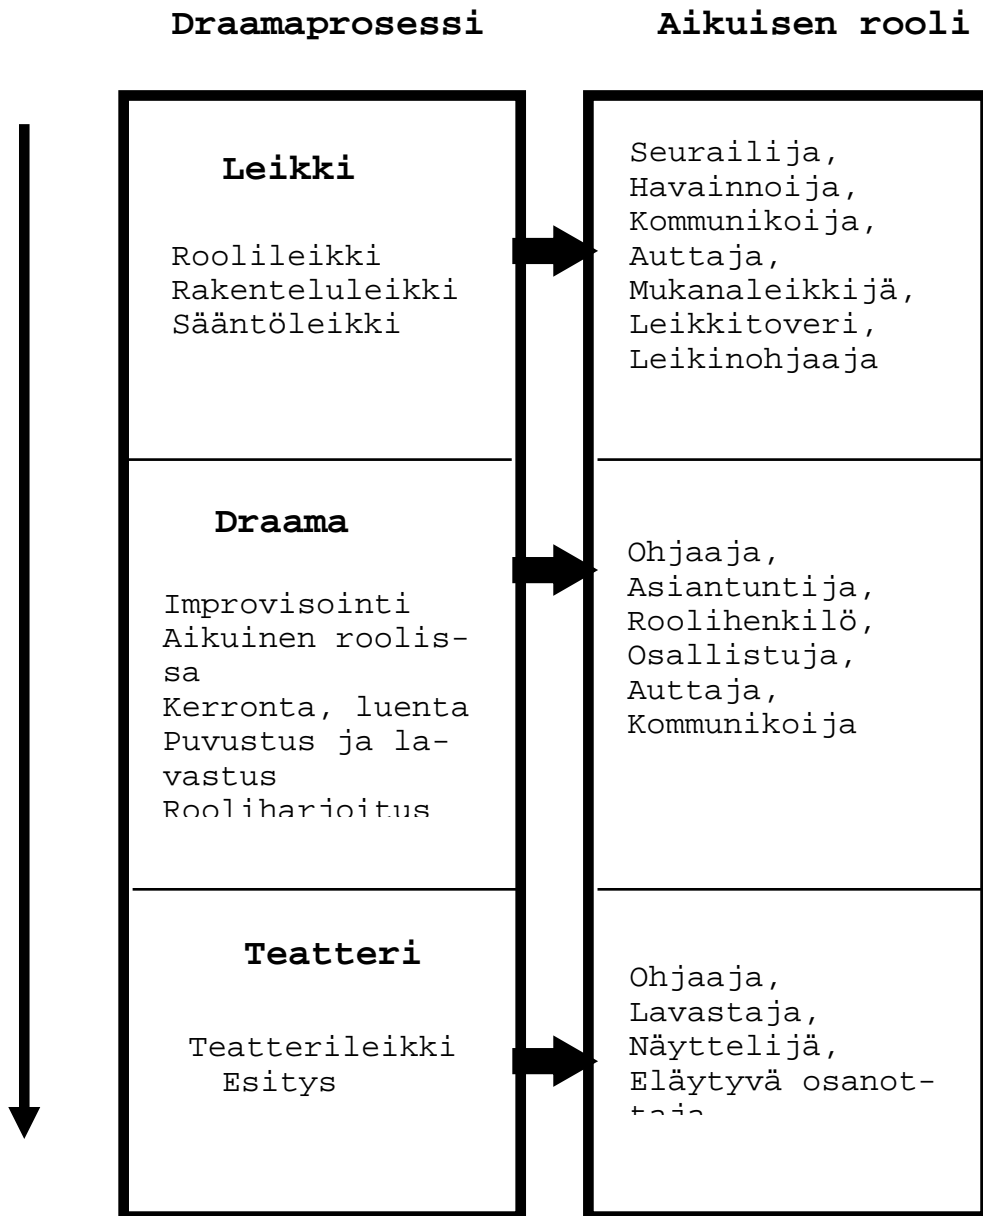 Draamaprosessi
Aikuisen rooli
Leikki
Roolileikki
Rakenteluleikki
Sääntöleikki
Seurailija,
Havainnoija,
Kommunikoija,
Auttaja,
Mukanaleikkijä,
Leikkitoveri,
Leikinohjaaja
Draama
Improvisointi
Aikuinen roolis-
sa
Kerronta, luenta
Puvustus ja la-
vastus
Rooliharjoitus
Ohjaaja,
Asiantuntija,
Roolihenkilö,
Osallistuja,
Auttaja,
Kommunikoija
Teatteri
Teatterileikki
Esitys
Ohjaaja,
Lavastaja,
Näyttelijä,
Eläytyvä osanot-
taja